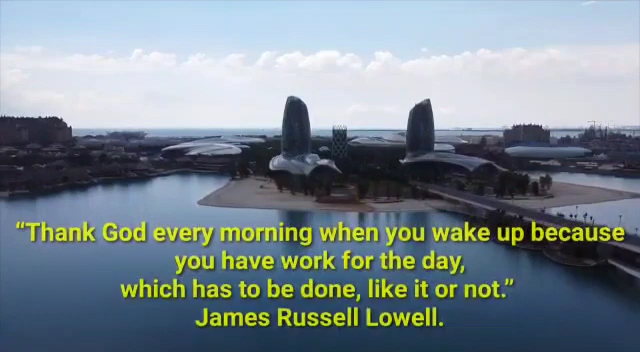 “Thank God every morning when you wake up because
you have work for the day,
which has to be done, like it or not.”
James Russell Lowell.